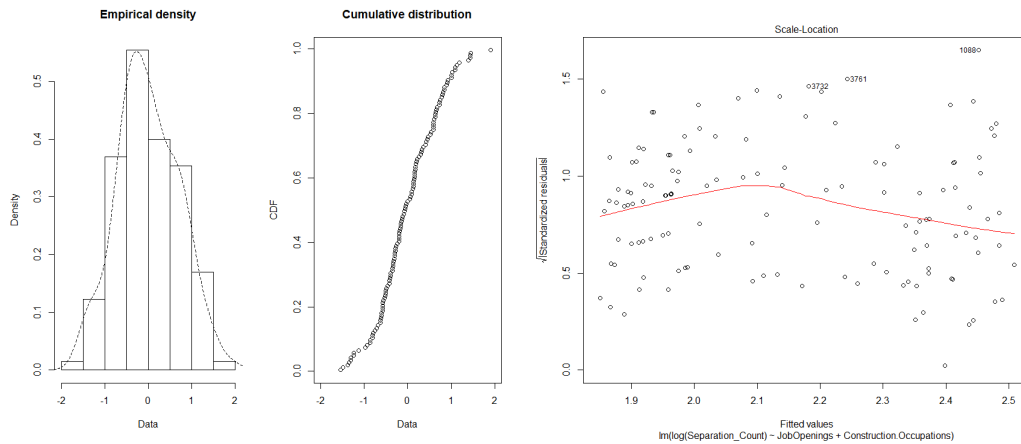 Empirical density
Density
0.0 0.1 0.2 0.3 0.4 0.5
-2 -1 0 1 2
Data
Cumulative distribution
CDF
0.0 0.2 0.4 0.6 0.8 1.0
-2 -1 0 1 2
Data
Scale-Location
√|Standardized residuals|
0.0 0.5 1.0 1.5
1088
3761
3732
1.9 2.0 2.1 2.2 2.3 2.4 2.5
Fitted values
lm(log(Separation_Count) ~ JobOpenings + Construction.Occupations)